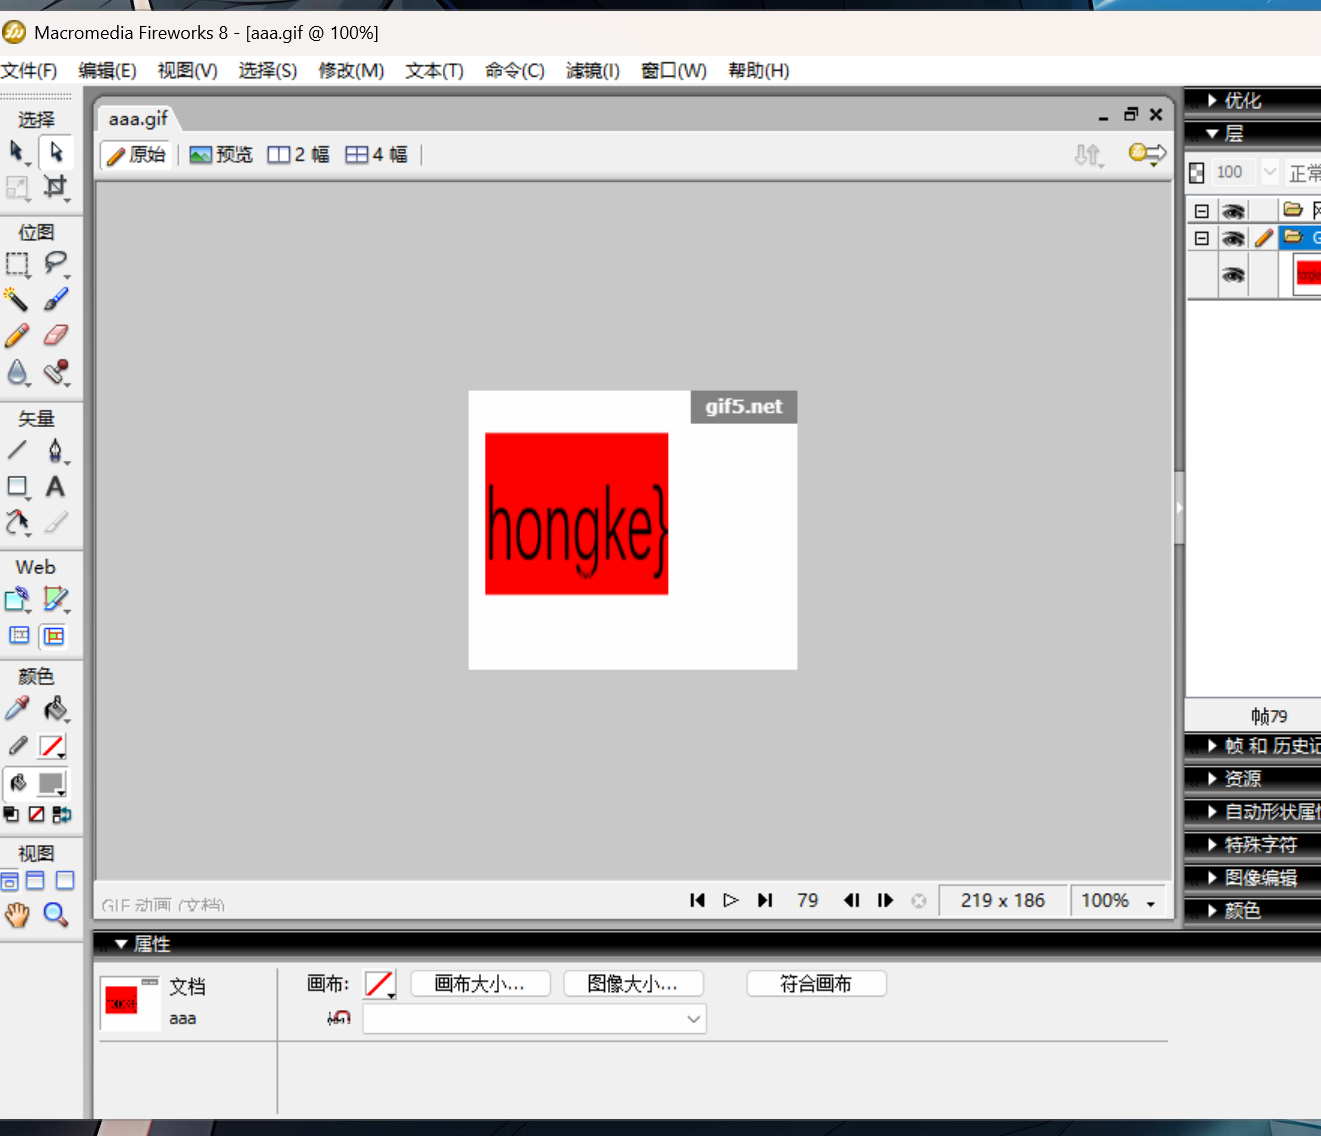 Macromedia Fireworks 8 - [aaa.gif @ 100%]
文件(F) 编辑(E) 视图(V) 选择(S) 修改(M) 文本(T) 命令(C) 滤镜(I) 窗口(W) 帮助(H)
选择
位图
矢量
A
Web
颜色
视图
aaa.gif
原始 预览 2 幅 4 幅
gif5.net
hongke}
GIF 动画 (文档)
79 219 x 186 100%
优化
层
100 正常
G
帧79
帧 和 历史记
资源
自动形状属性
特殊字符
图像编辑
颜色
属性
文档
aaa
画布: 画布大小... 图像大小... 符合画布